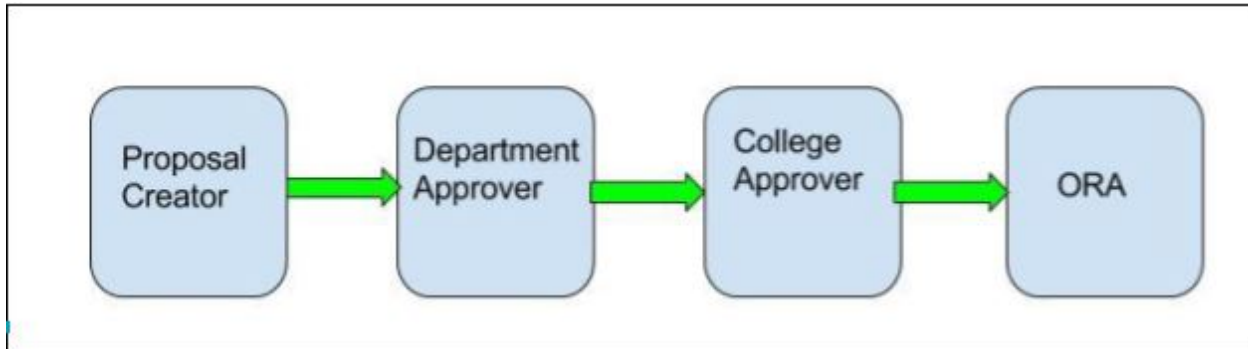 Proposal
Creator
Department
Approver
College
Approver
ORA